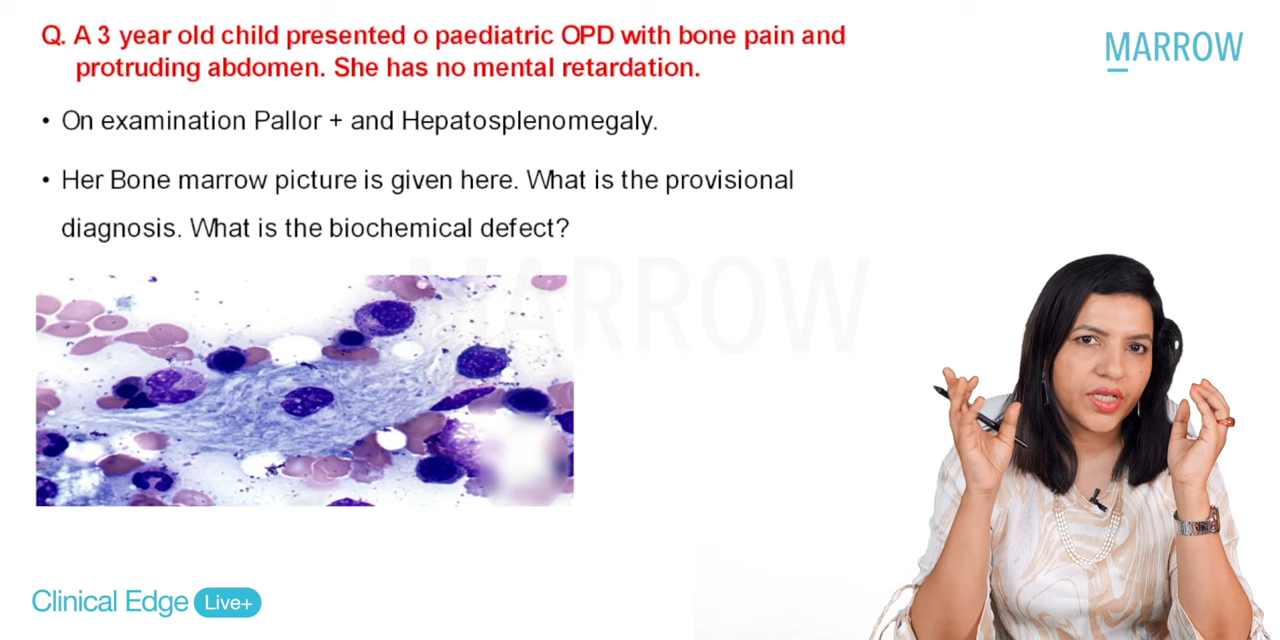 Q. A 3 year old child presented o paediatric OPD with bone pain and
protruding abdomen. She has no mental retardation.
MARROW
• On examination Pallor + and Hepatosplenomegaly.
• Her Bone marrow picture is given here. What is the provisional
diagnosis. What is the biochemical defect?
MARROW
Clinical Edge Live+